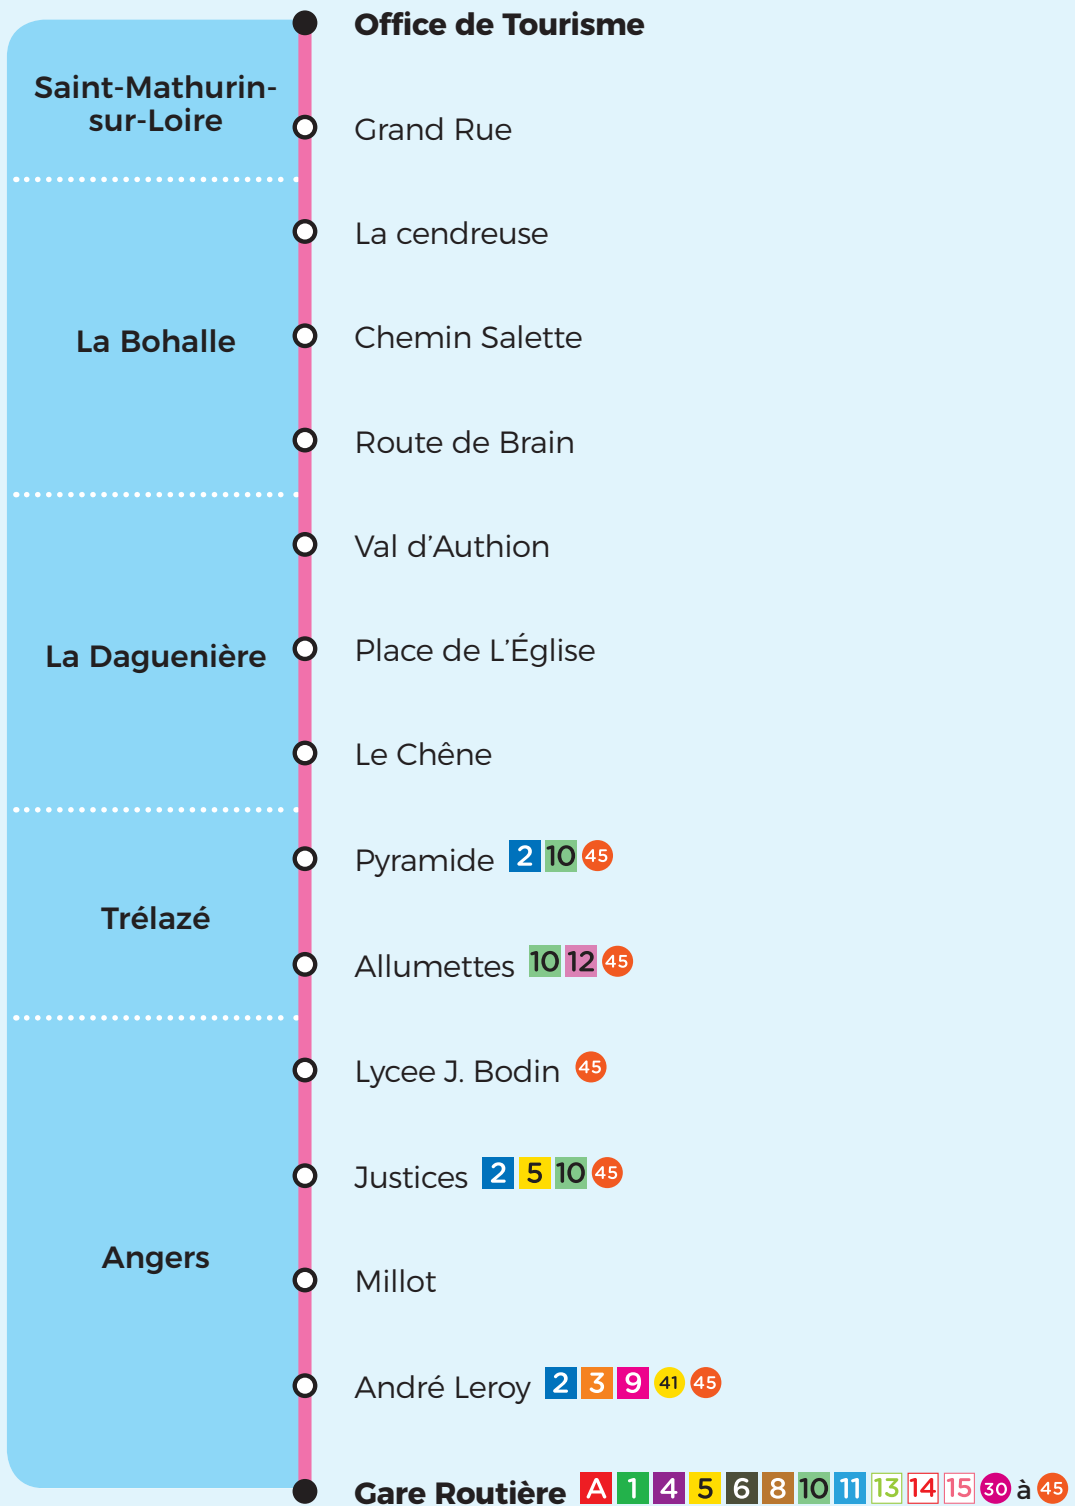 Office de Tourisme
Saint-Mathurin-
sur-Loire
Grand Rue
La cendreuse
La Bohalle
Chemin Salette
Route de Brain
Val d'Authion
La Daguenière
Place de L'Église
Le Chêne
Pyramide 2 10 45
Trélazé
Allumettes 10 12 45
Lycee J. Bodin 45
Justices 2 5 10 45
Angers
Millot
André Leroy 2 3 9 41 45
Gare Routière A 1 4 5 6 8 10 11 13 14 15 30 à 45